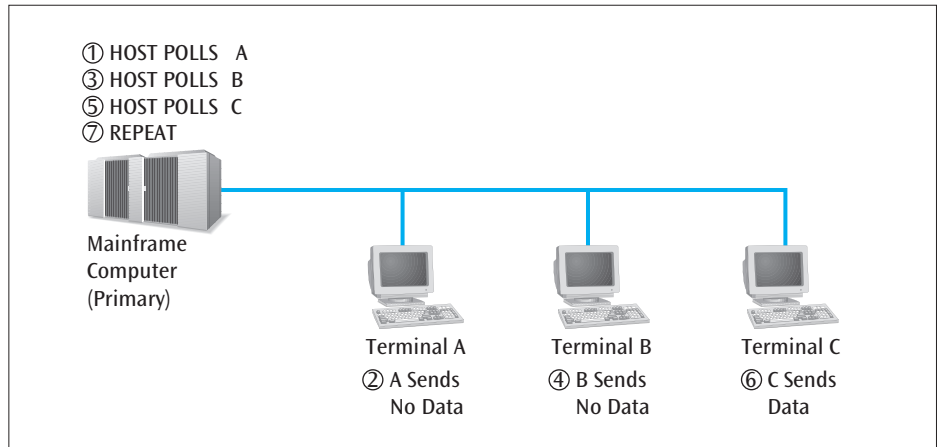 ① HOST POLLS A
③ HOST POLLS B
⑤ HOST POLLS C
⑦ REPEAT
Mainframe
Computer
(Primary)
Terminal A
② A Sends
No Data
Terminal B
④ B Sends
No Data
Terminal C
⑥ C Sends
Data